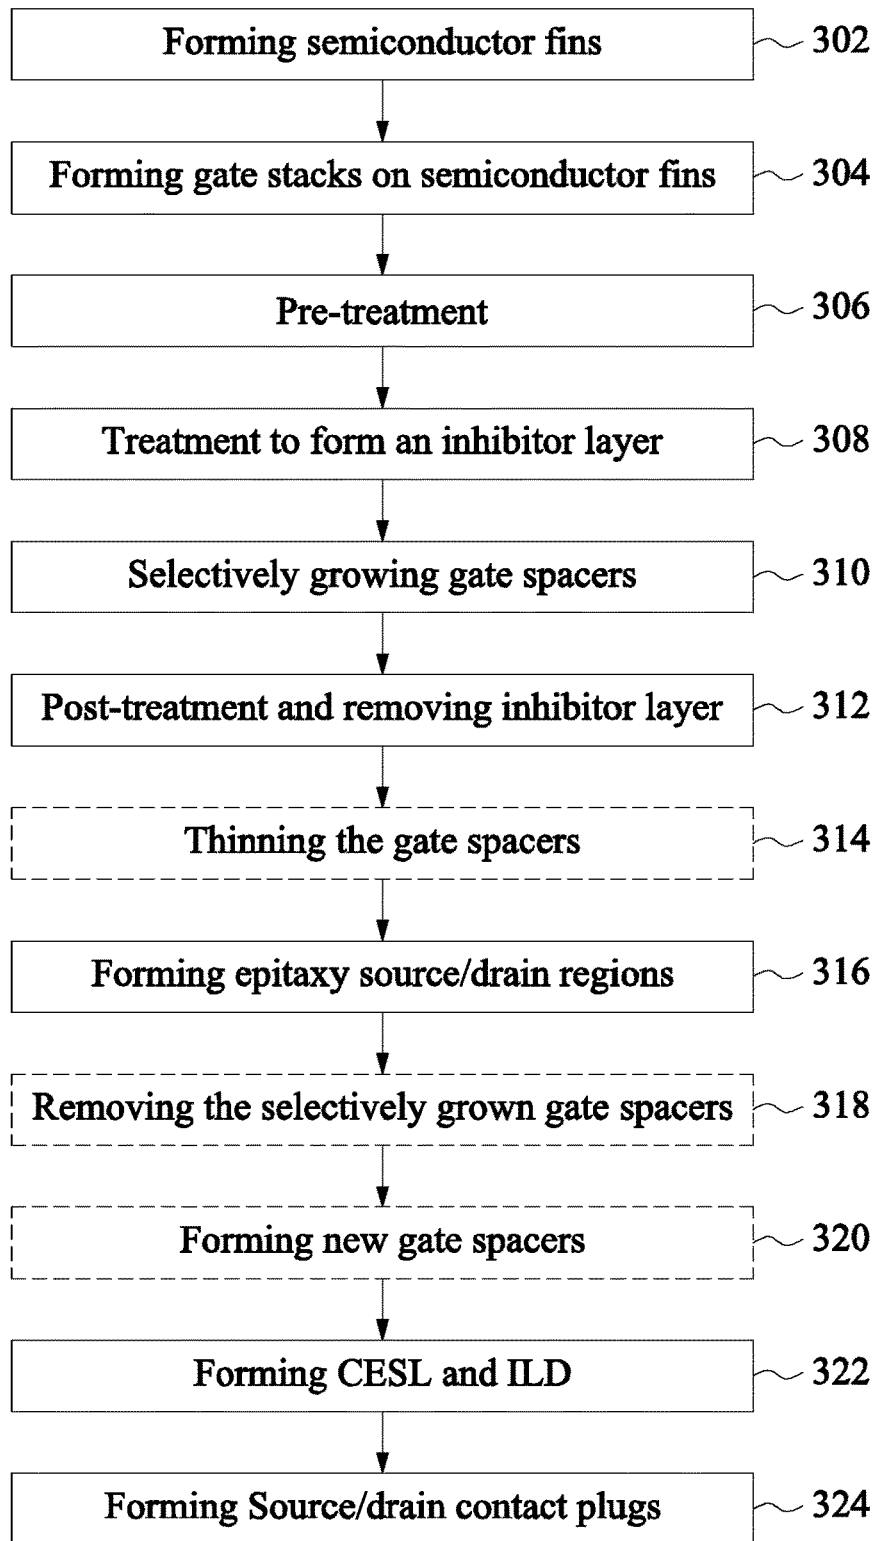 Forming semiconductor fins 302
Forming gate stacks on semiconductor fins 304
Pre-treatment 306
Treatment to form an inhibitor layer 308
Selectively growing gate spacers 310
Post-treatment and removing inhibitor layer 312
Thinning the gate spacers 314
Forming epitaxy source/drain regions 316
Removing the selectively grown gate spacers 318
Forming new gate spacers 320
Forming CESL and ILD 322
Forming Source/drain contact plugs 324